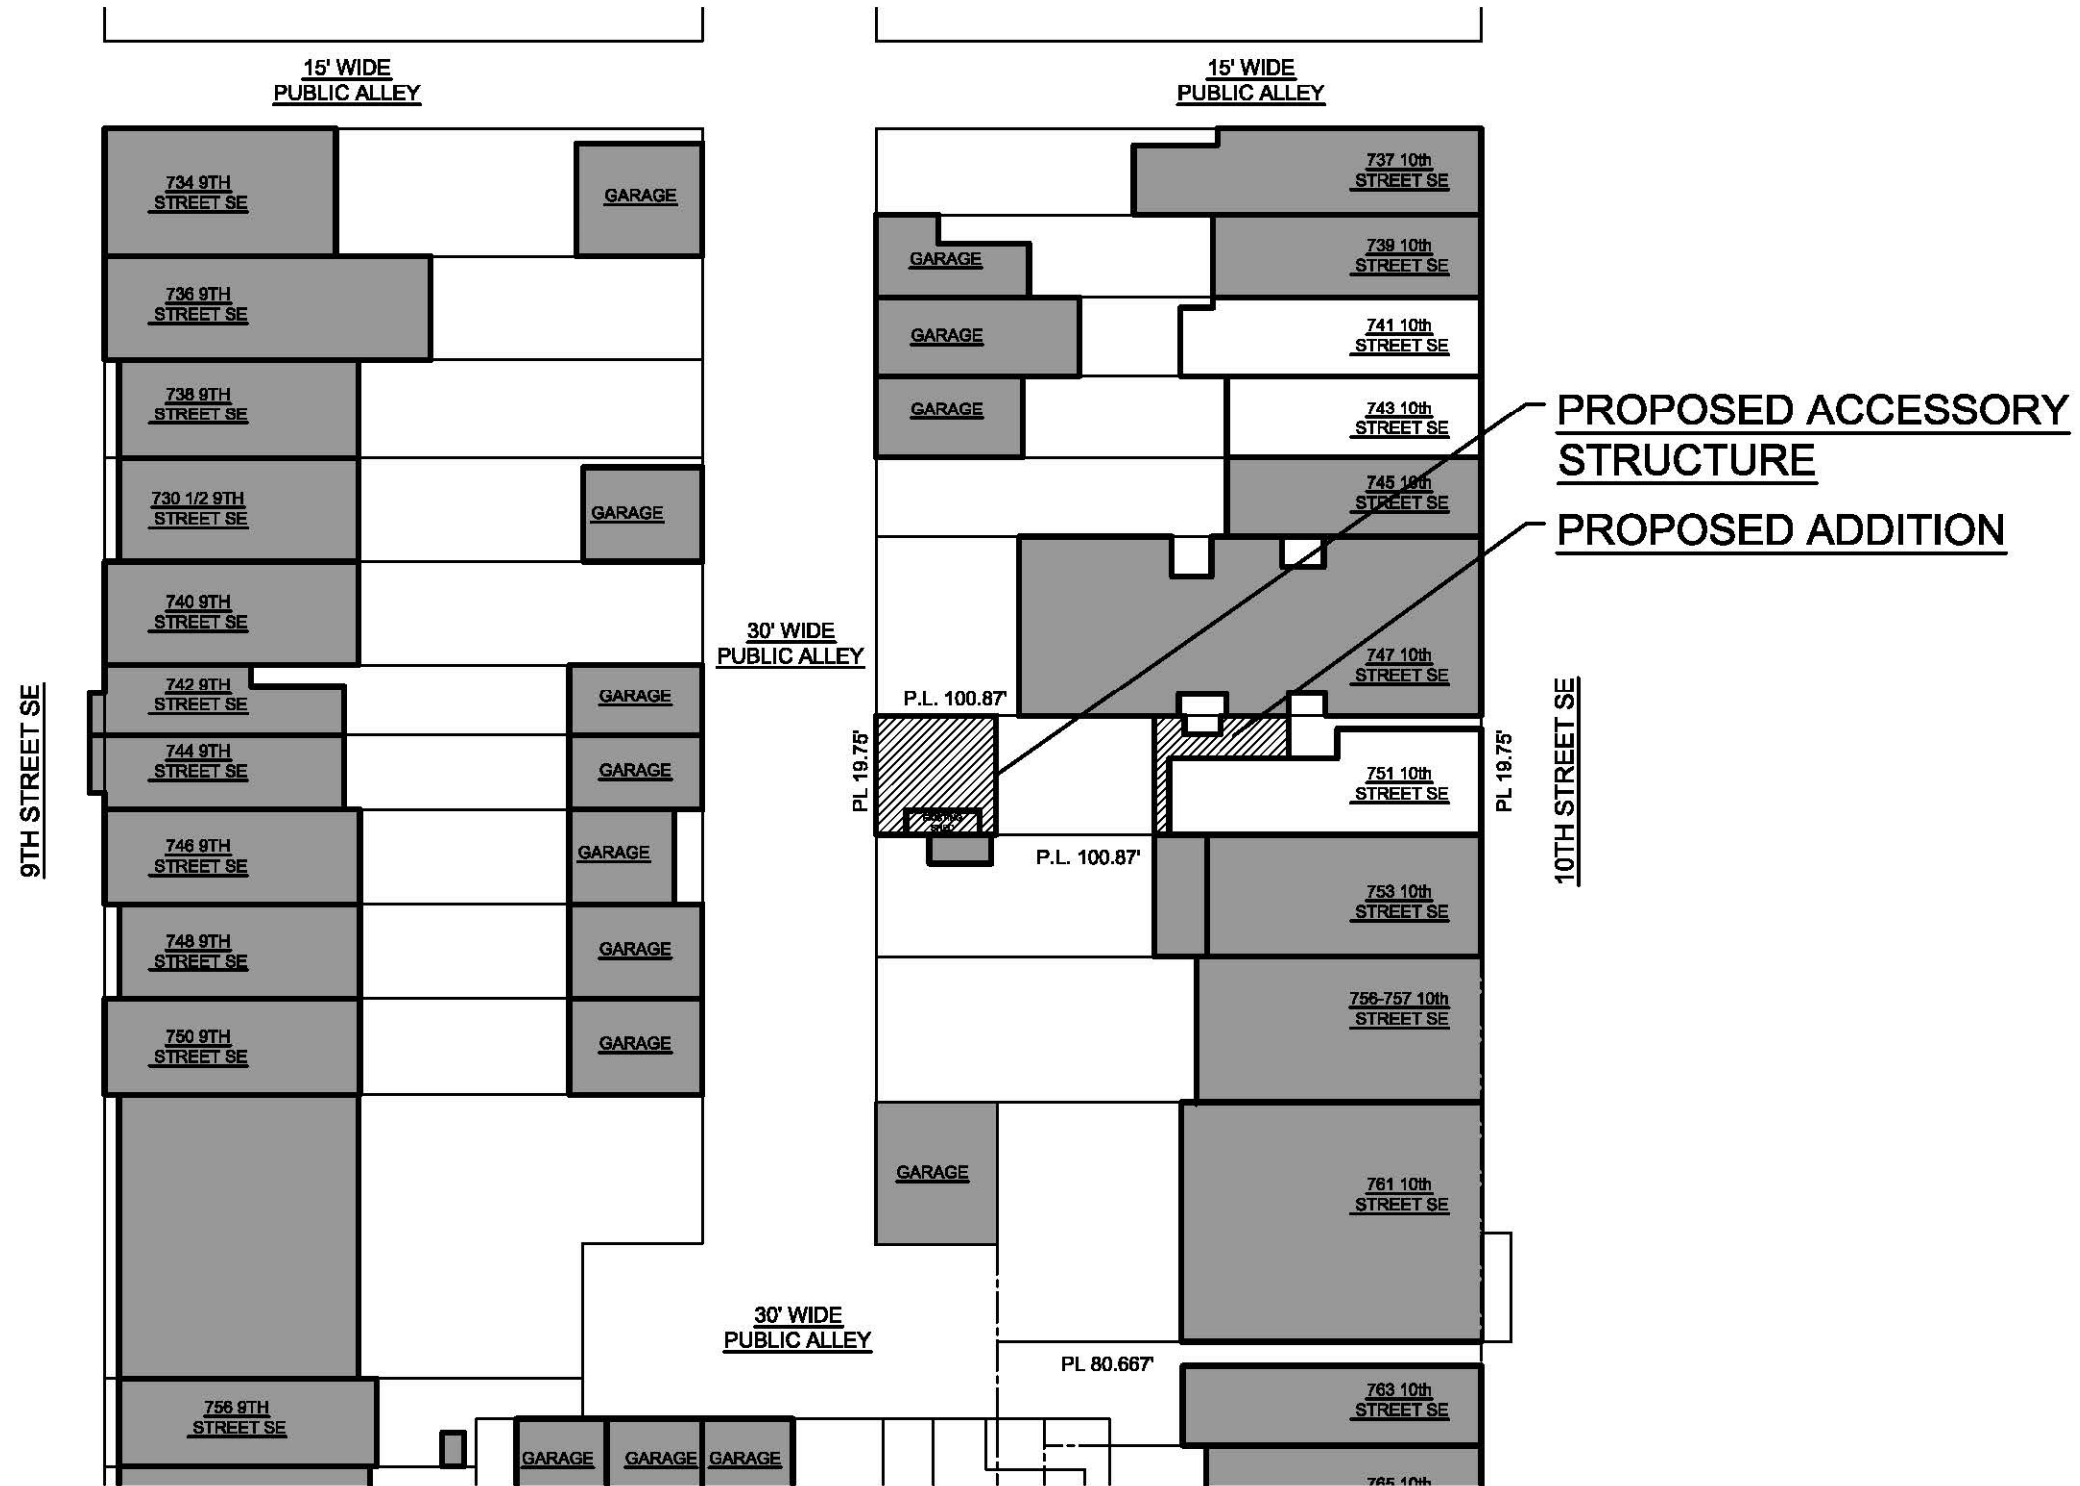 15' WIDE
PUBLIC ALLEY
15' WIDE
PUBLIC ALLEY
734 9TH
STREET SE
GARAGE
736 9TH
STREET SE
738 9TH
STREET SE
730 1/2 9TH
STREET SE
GARAGE
740 9TH
STREET SE
742 9TH
STREET SE
GARAGE
744 9TH
STREET SE
GARAGE
746 9TH
STREET SE
GARAGE
748 9TH
STREET SE
GARAGE
750 9TH
STREET SE
GARAGE
756 9TH
STREET SE
9TH STREET SE
30' WIDE
PUBLIC ALLEY
30' WIDE
PUBLIC ALLEY
GARAGE
GARAGE
GARAGE
737 10th
STREET SE
739 10th
STREET SE
GARAGE
741 10th
STREET SE
GARAGE
743 10th
STREET SE
GARAGE
745 10th
STREET SE
747 10th
STREET SE
P.L. 100.87'
PL 19.75'
EXISTING
SHED
751 10th
STREET SE
PL 19.75'
P.L. 100.87'
753 10th
STREET SE
756-757 10th
STREET SE
GARAGE
761 10th
STREET SE
PL 80.667'
763 10th
STREET SE
765 10th
10TH STREET SE
PROPOSED ACCESSORY
STRUCTURE
PROPOSED ADDITION